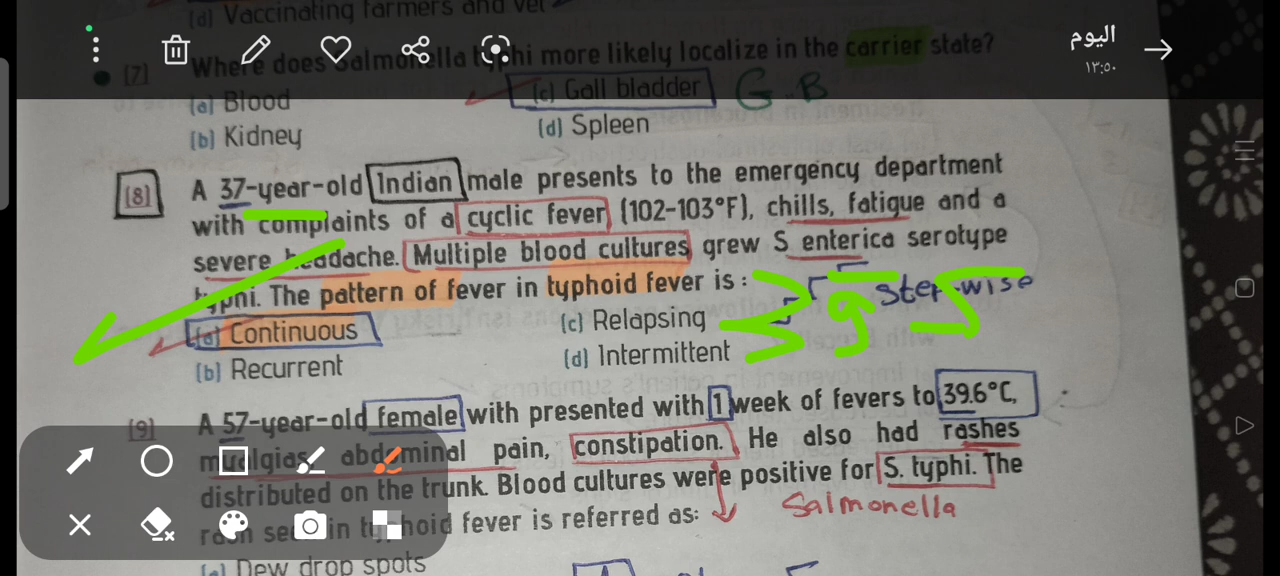 (d) Vaccinating farmers and vet
اليوم
١٣:٥٠
[7] Where does Salmonella typhi more likely localize in the carrier state?
(a) Blood
(c) Gall bladder G.B
(b) Kidney
(d) Spleen
[8] A 37-year-old Indian male presents to the emergency department
with complaints of a cyclic fever (102-103°F), chills, fatigue and a
severe headache. Multiple blood cultures grew S enterica serotype
typhi. The pattern of fever in typhoid fever is :
step-wise
(a) Continuous
(c) Relapsing
(b) Recurrent
(d) Intermittent
[9] A 57-year-old female with presented with 1 week of fevers to 39.6°C,
myalgias, abdominal pain, constipation. He also had rashes
distributed on the trunk. Blood cultures were positive for S. typhi. The
rash seen in typhoid fever is referred as:
Salmonella
(a) Dew drop spots